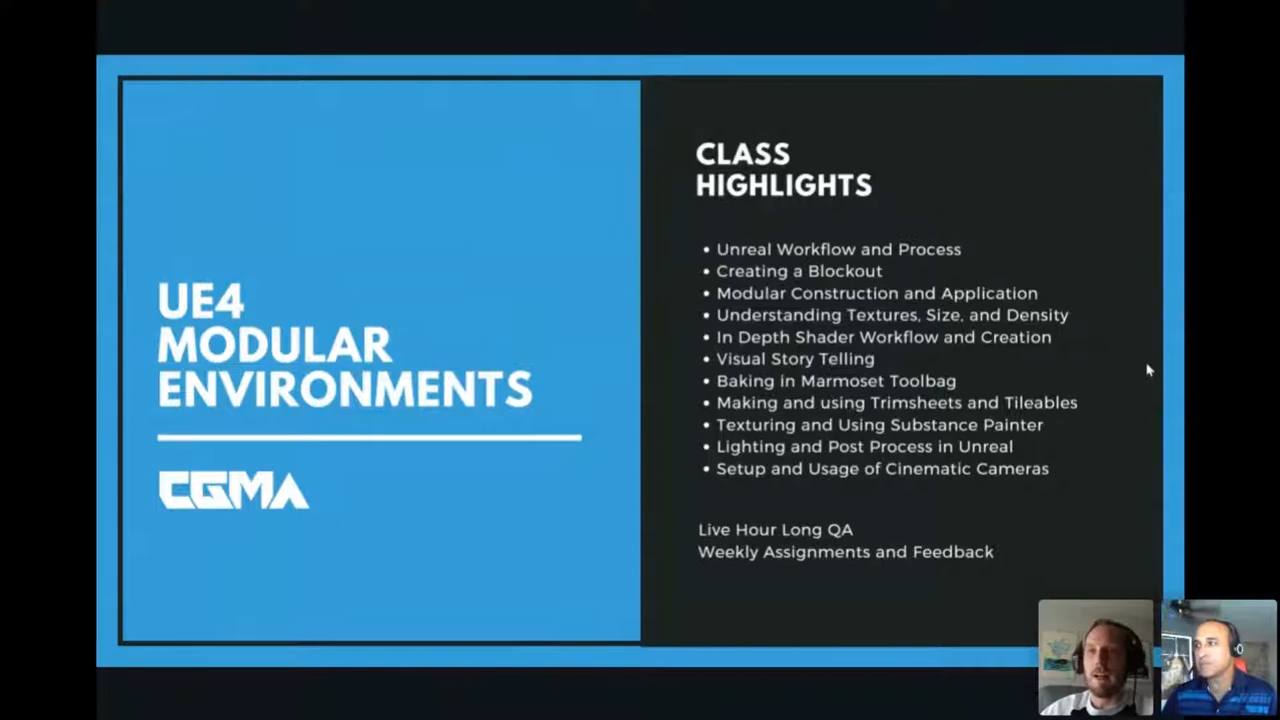 UE4
MODULAR
ENVIRONMENTS
CGMA
CLASS
HIGHLIGHTS
• Unreal Workflow and Process
• Creating a Blockout
• Modular Construction and Application
• Understanding Textures, Size, and Density
• In Depth Shader Workflow and Creation
• Visual Story Telling
• Baking in Marmoset Toolbag
• Making and using Trimsheets and Tileables
• Texturing and Using Substance Painter
• Lighting and Post Process in Unreal
• Setup and Usage of Cinematic Cameras
Live Hour Long QA
Weekly Assignments and Feedback